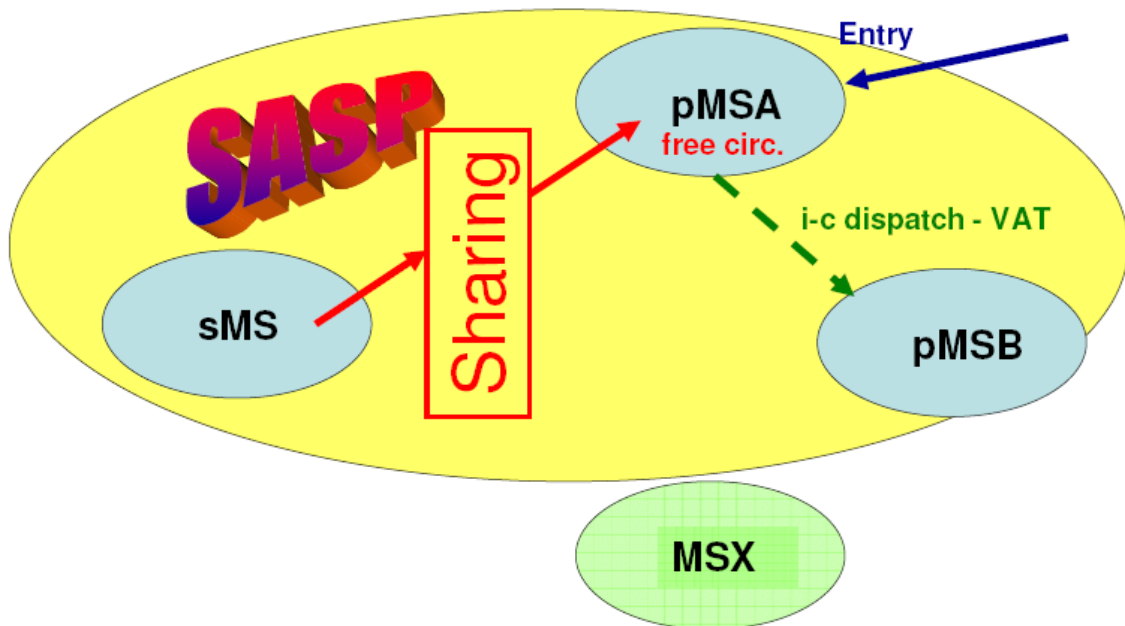 Entry
SASP
pMSA
free circ.
Sharing
i-c dispatch - VAT
sMS
pMSB
MSX